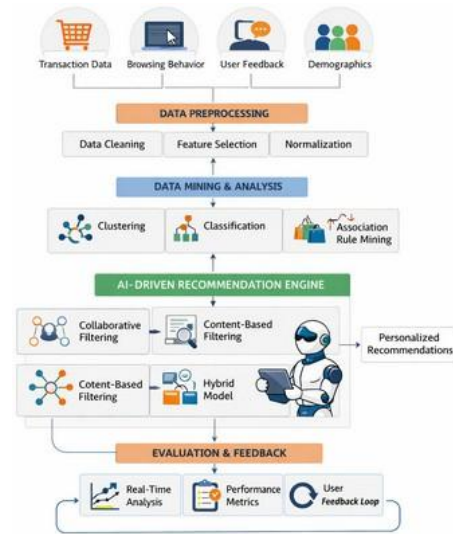 Transaction Data
Browsing Behavior
User Feedback
Demographics
DATA PREPROCESSING
Data Cleaning
Feature Selection
Normalization
DATA MINING & ANALYSIS
Clustering
Classification
Association
Rule Mining
AI-DRIVEN RECOMMENDATION ENGINE
Collaborative
Filtering
Content-Based
Filtering
Personalized
Recommendations
Cotent-Based
Filtering
Hybrid
Model
EVALUATION & FEEDBACK
Real-Time
Analysis
Performance
Metrics
User
Feedback Loop